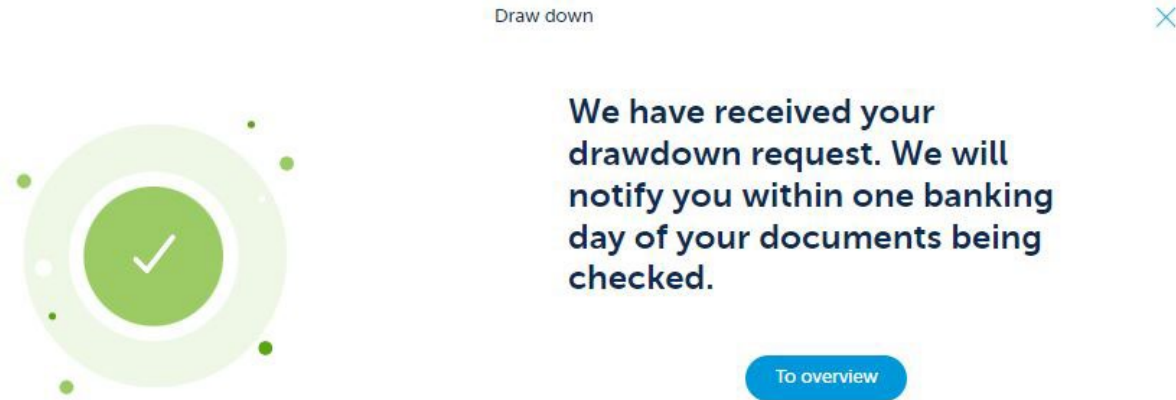 Draw down
We have received your
drawdown request. We will
notify you within one banking
day of your documents being
checked.
To overview